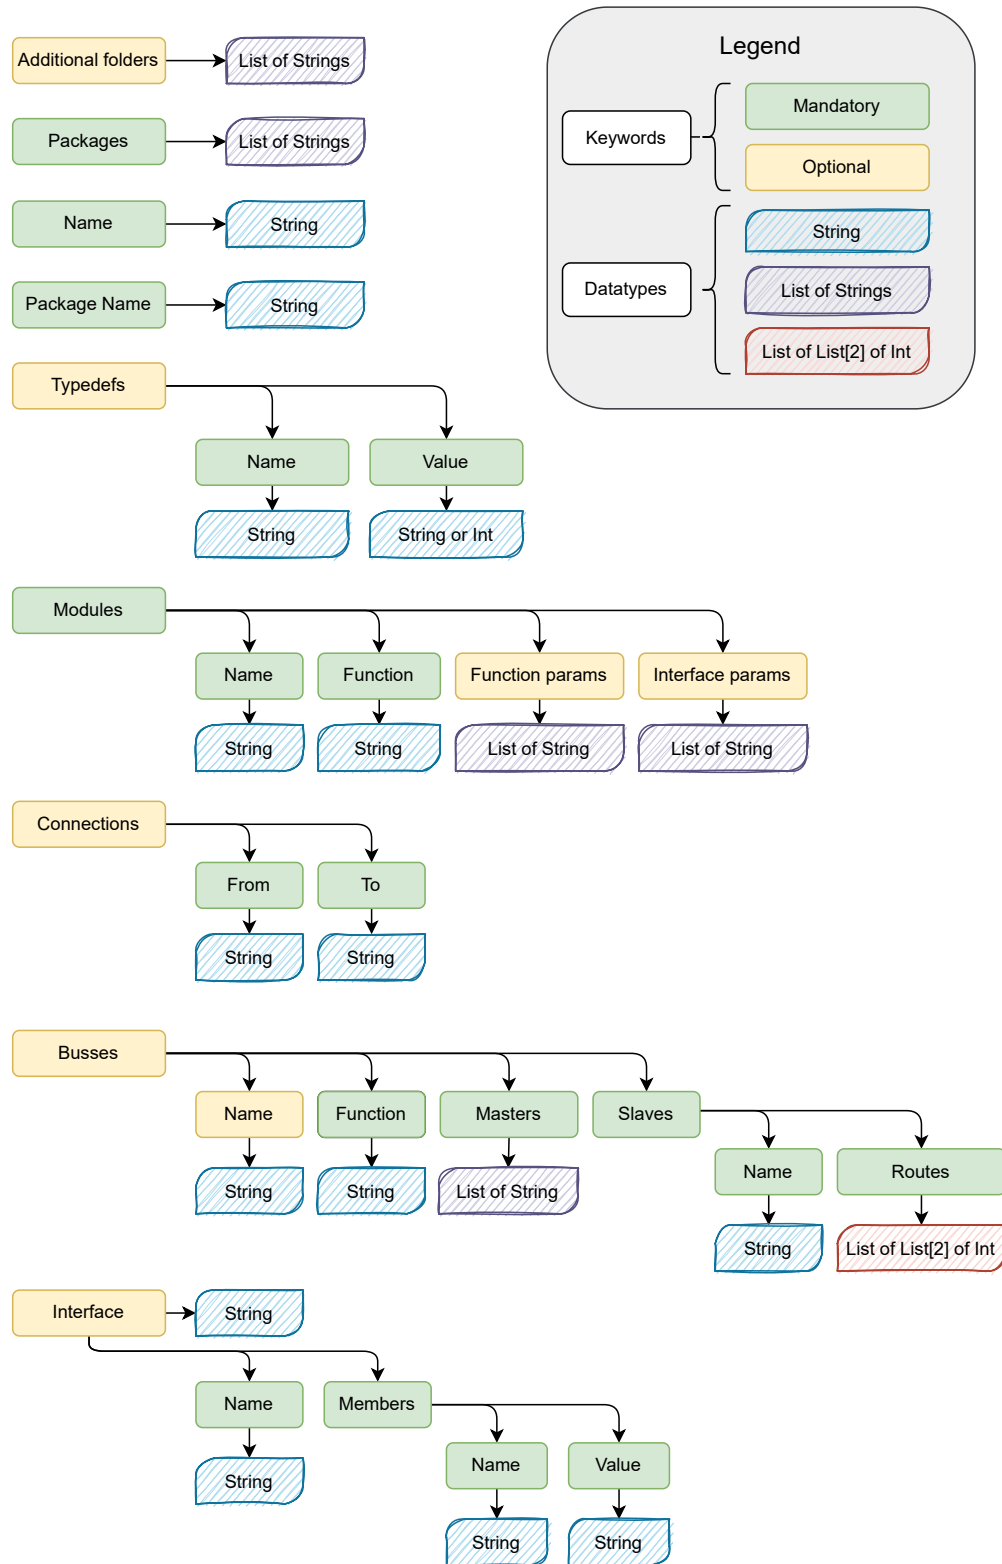 Additional folders
List of Strings
Packages
List of Strings
Name
String
Package Name
String
Legend
Keywords
Mandatory
Optional
Datatypes
String
List of Strings
List of List[2] of Int
Typedefs
Name
Value
String
String or Int
Modules
Name
Function
Function params
Interface params
String
String
List of String
List of String
Connections
From
To
String
String
Busses
Name
Function
Masters
Slaves
String
String
List of String
Name
Routes
String
List of List[2] of Int
Interface
String
Name
Members
String
Name
Value
String
String